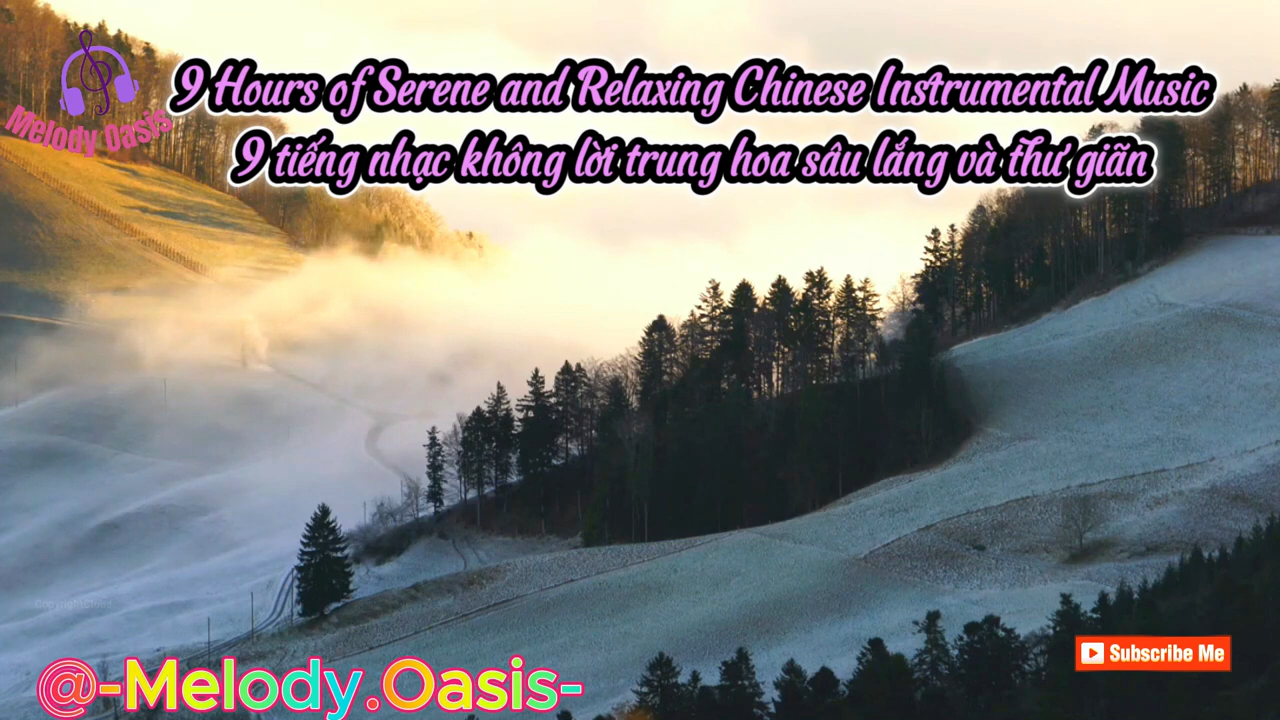 Melody Oasis
9 Hours of Serene and Relaxing Chinese Instrumental Music
9 tiếng nhạc không lời trung hoa sâu lắng và thư giãn
@-Melody.Oasis-
Subscribe Me